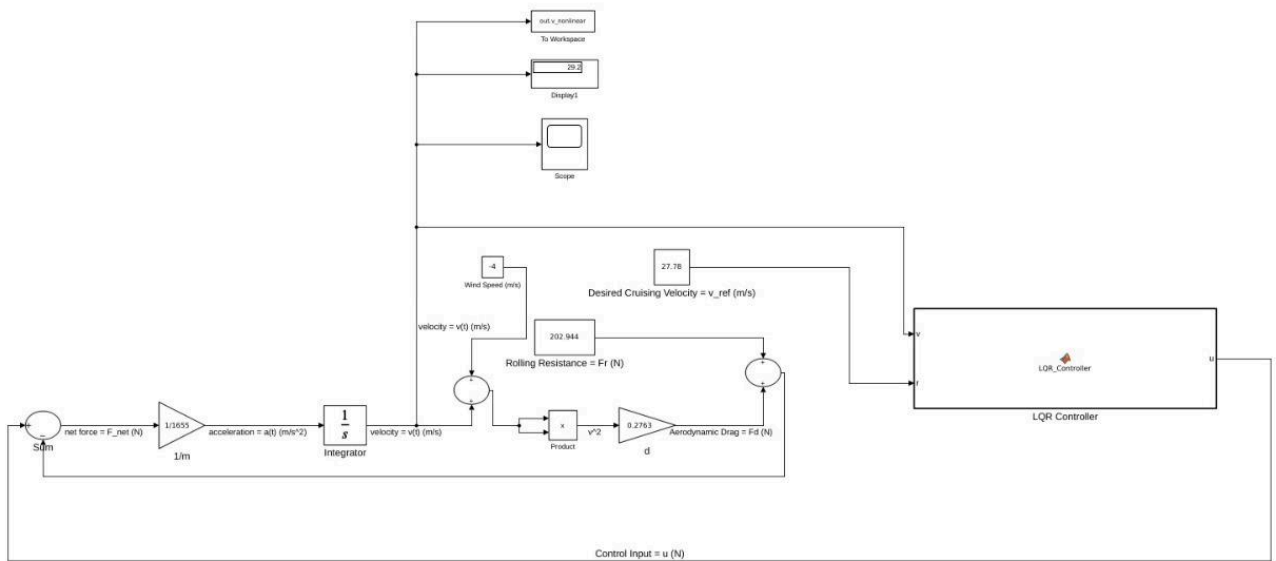 out.v_nonlinear
To Workspace
29.2
Display1
Scope
-4
Wind Speed (m/s)
27.78
Desired Cruising Velocity = v_ref (m/s)
velocity = v(t) (m/s)
202.944
Rolling Resistance = Fr (N)
v
r
LQR_Controller
u
LQR Controller
+
+
+
+
+
−
Sum
net force = F_net (N)
1/1655
1/m
acceleration = a(t) (m/s^2)
1
s
Integrator
velocity = v(t) (m/s)
x
Product
v^2
0.2763
d
Aerodynamic Drag = Fd (N)
Control Input = u (N)